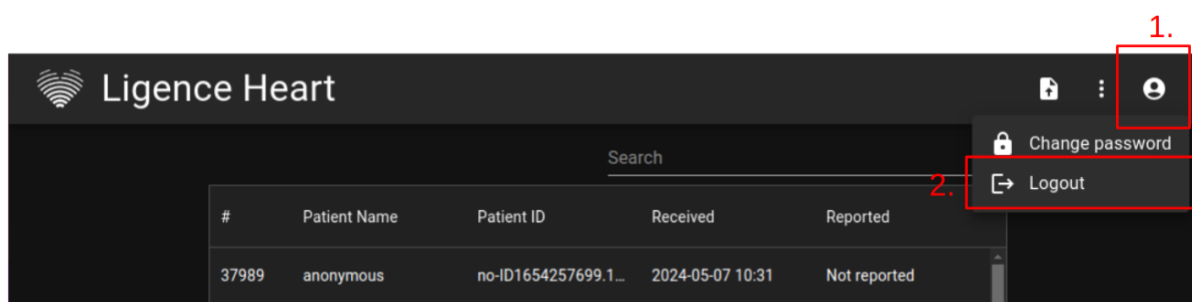 1.
Ligence Heart
Search
Change password
2.
Logout
# Patient Name Patient ID Received Reported
37989 anonymous no-ID1654257699.1... 2024-05-07 10:31 Not reported